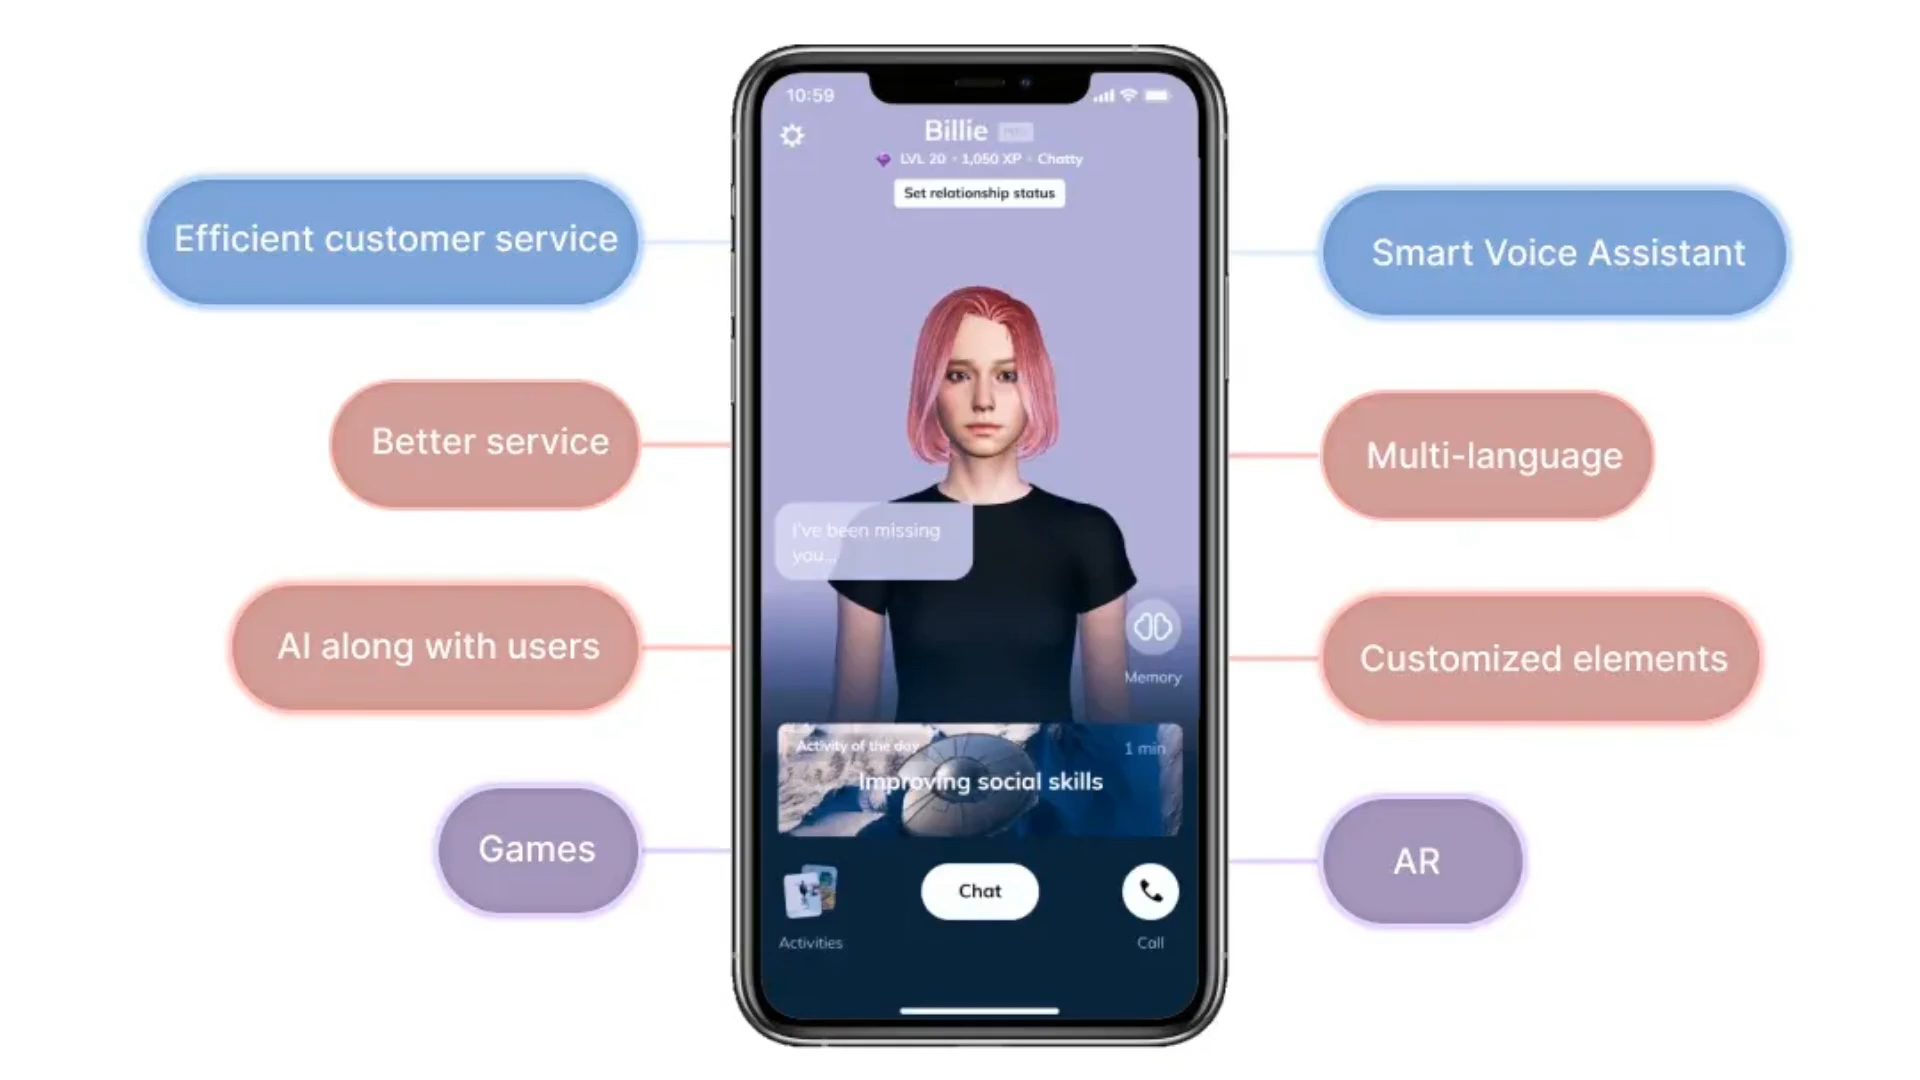 10:59
Billie
LVL 20 • 1,050 XP • Chatty
Set relationship status
Efficient customer service
Smart Voice Assistant
Better service
Multi-language
I've been missing
you...
AI along with users
Customized elements
Memory
Activity of the day
1 min
Improving social skills
Games
AR
Chat
Activities
Call